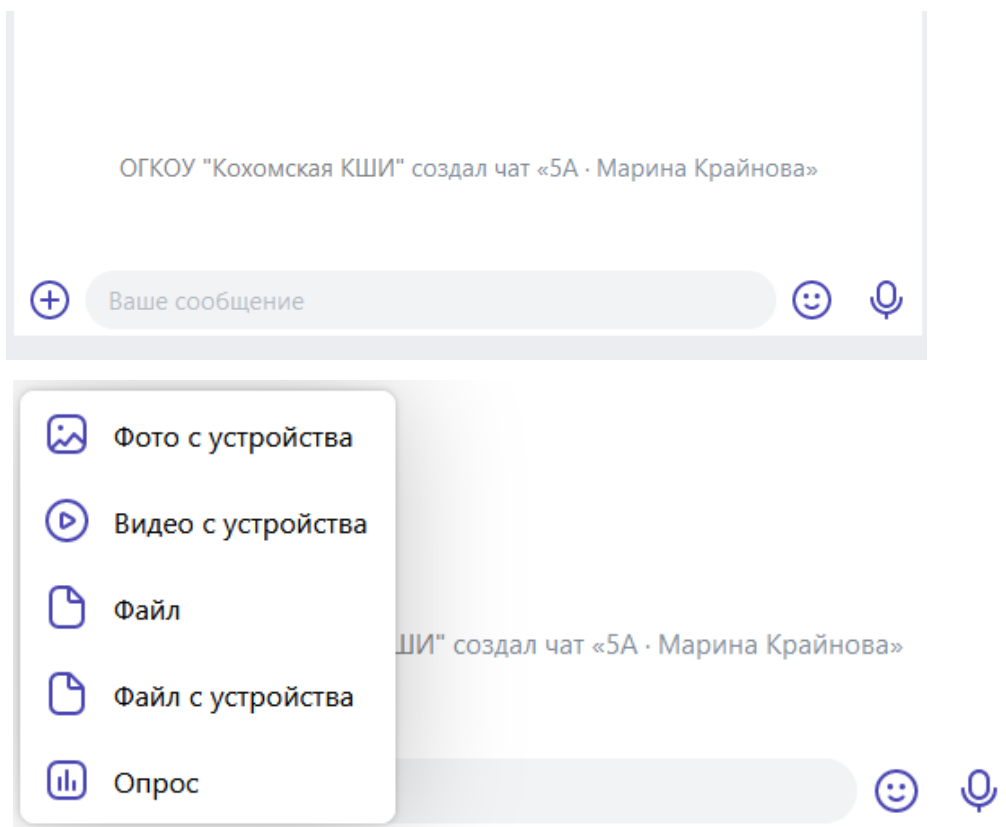 ОГКОУ "Кохомская КШИ" создал чат «5А · Марина Крайнова»
Ваше сообщение
Фото с устройства
Видео с устройства
Файл
ШИ" создал чат «5А · Марина Крайнова»
Файл с устройства
Опрос